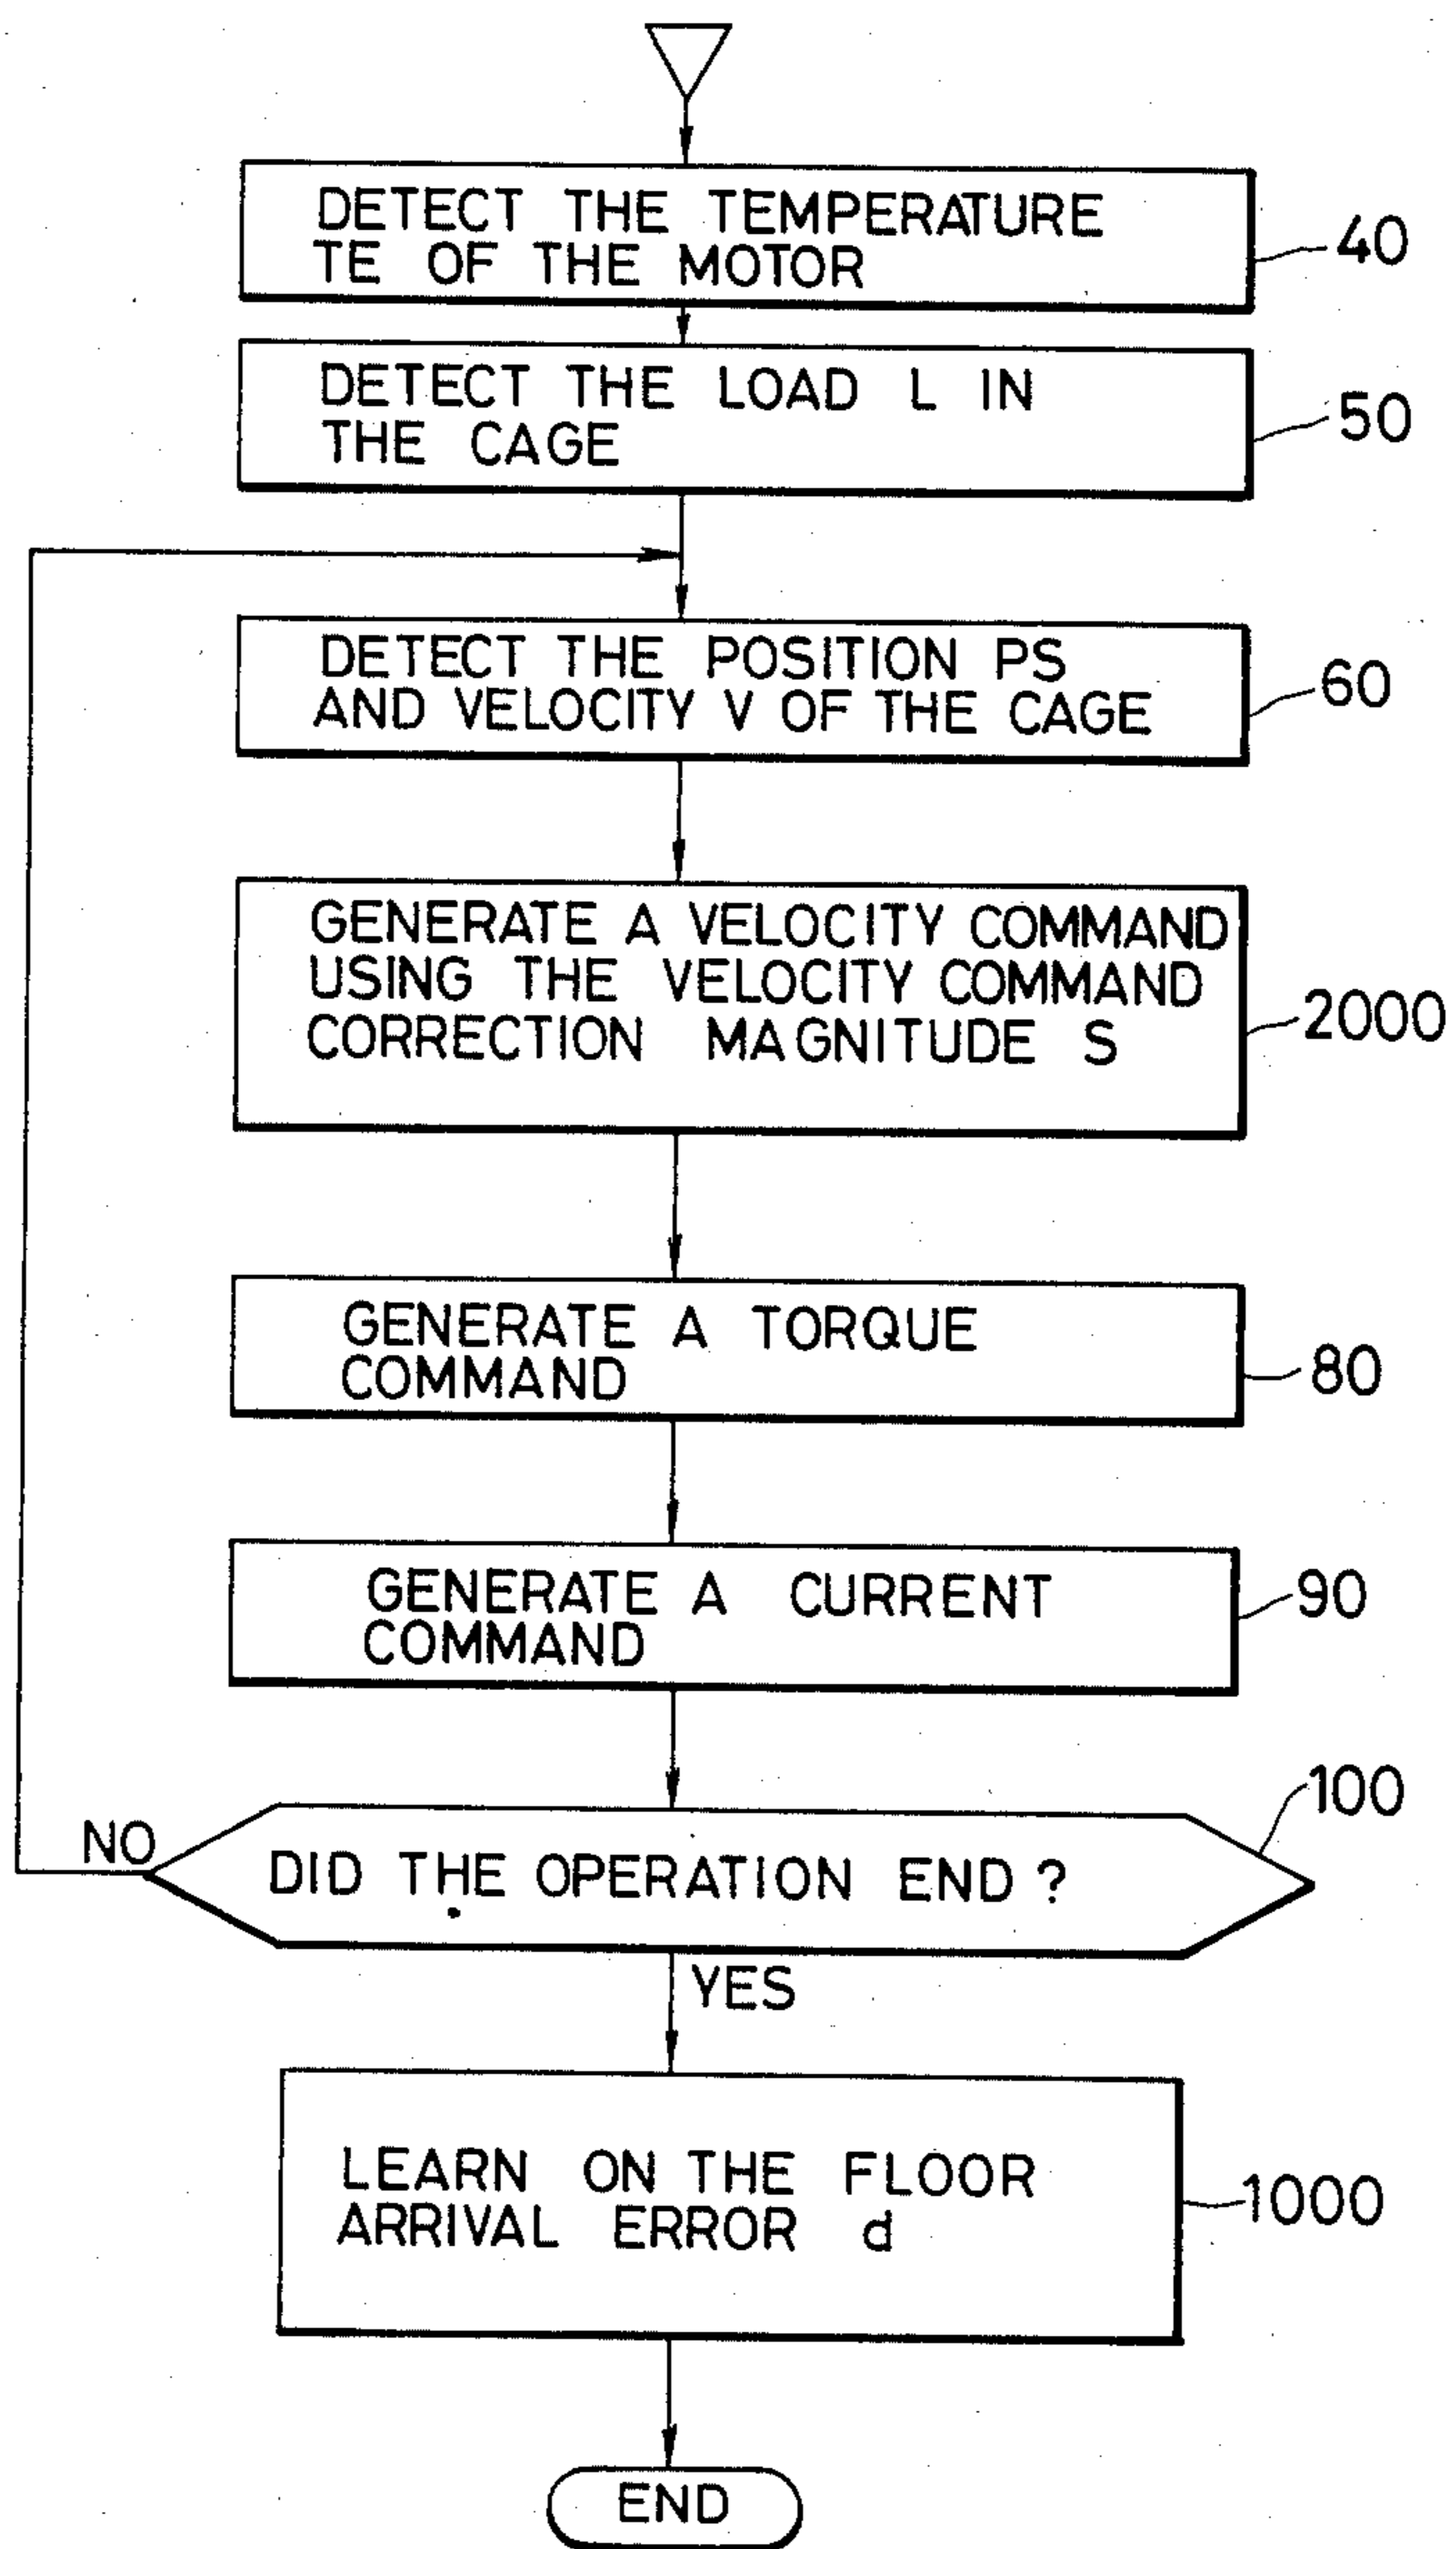 DETECT THE TEMPERATURE
TE OF THE MOTOR
40
DETECT THE LOAD L IN
THE CAGE
50
DETECT THE POSITION PS
AND VELOCITY V OF THE CAGE
60
GENERATE A VELOCITY COMMAND
USING THE VELOCITY COMMAND
CORRECTION MAGNITUDE S
2000
GENERATE A TORQUE
COMMAND
80
GENERATE A CURRENT
COMMAND
90
100
NO
DID THE OPERATION END ?
YES
LEARN ON THE FLOOR
ARRIVAL ERROR d
1000
END